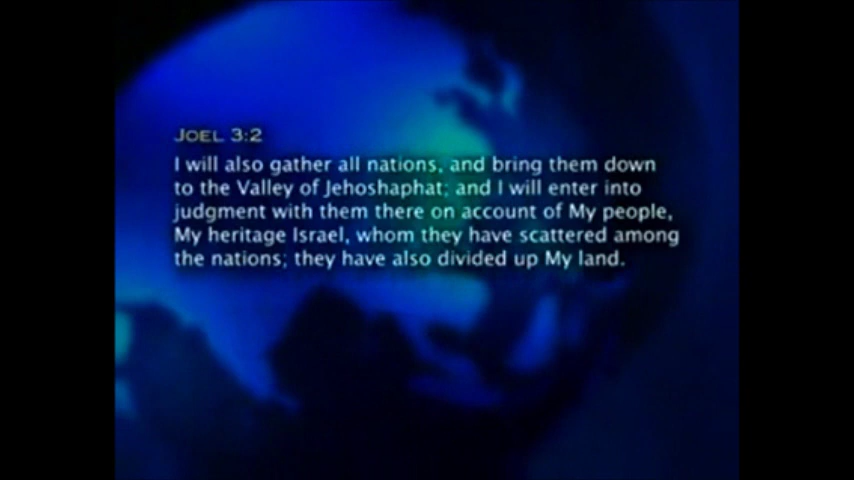 JOEL 3:2
I will also gather all nations, and bring them down
to the Valley of Jehoshaphat; and I will enter into
judgment with them there on account of My people,
My heritage Israel, whom they have scattered among
the nations; they have also divided up My land.